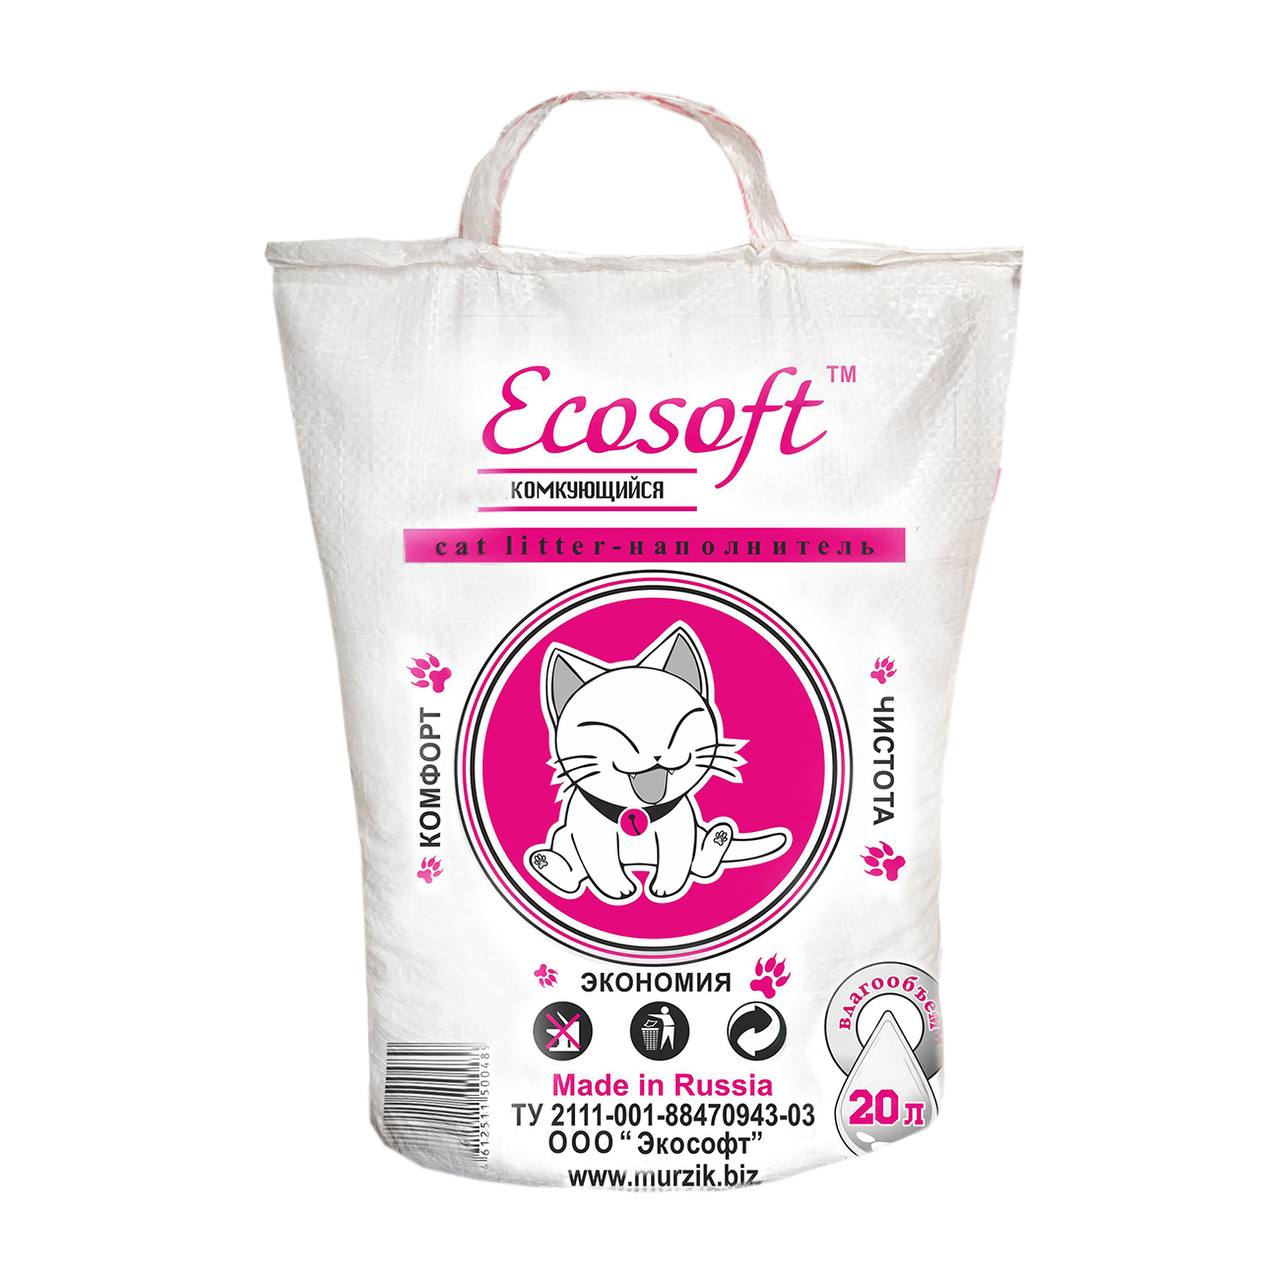 Ecosoft™
комкующийся
cat litter-наполнитель
КОМФОРТ
ЧИСТОТА
ЭКОНОМИЯ
влагообъем
20 л
Made in Russia
ТУ 2111-001-88470943-03
ООО “Экософт”
www.murzik.biz
4612511500489